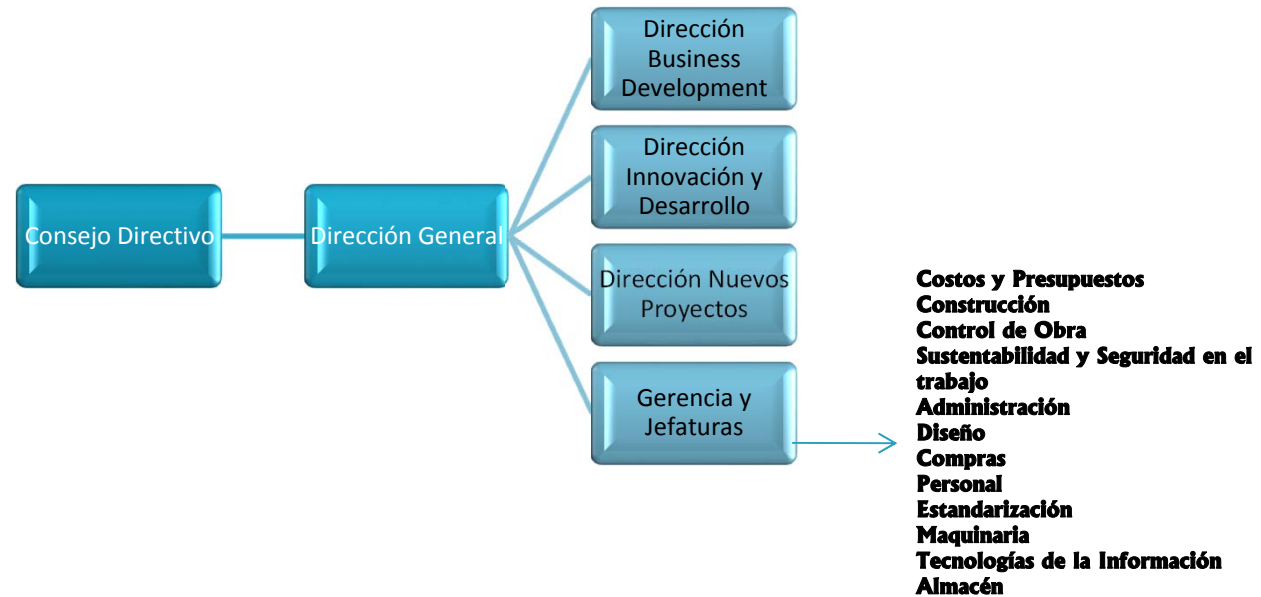 Consejo Directivo
Dirección General
Dirección
Business
Development
Dirección
Innovación y
Desarrollo
Dirección Nuevos
Proyectos
Gerencia y
Jefaturas
Costos y Presupuestos
Construcción
Control de Obra
Sustentabilidad y Seguridad en el
trabajo
Administración
Diseño
Compras
Personal
Estandarización
Maquinaria
Tecnologías de la Información
Almacén